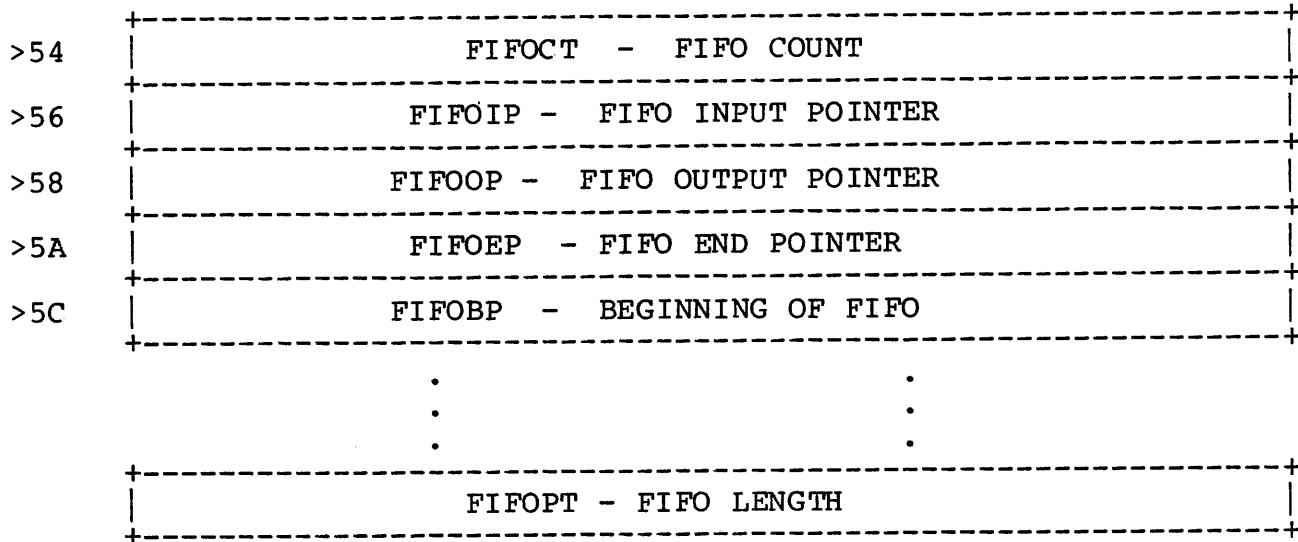 >54 FIFOCT - FIFO COUNT
>56 FIFOIP - FIFO INPUT POINTER
>58 FIFOOP - FIFO OUTPUT POINTER
>5A FIFOEP - FIFO END POINTER
>5C FIFOBP - BEGINNING OF FIFO
. .
. .
. .
FIFOPT - FIFO LENGTH